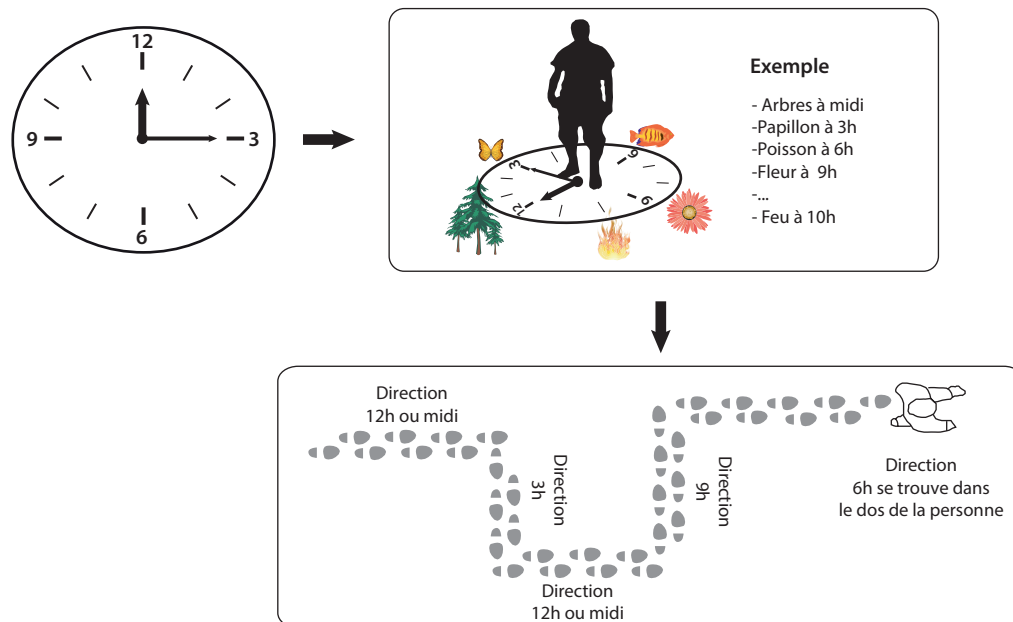 12
9
3
6
Exemple
- Arbres à midi
-Papillon à 3h
-Poisson à 6h
-Fleur à 9h
-...
- Feu à 10h
3
6
12
9
Direction
12h ou midi
Direction
3h
Direction
9h
Direction
6h se trouve dans
le dos de la personne
Direction
12h ou midi